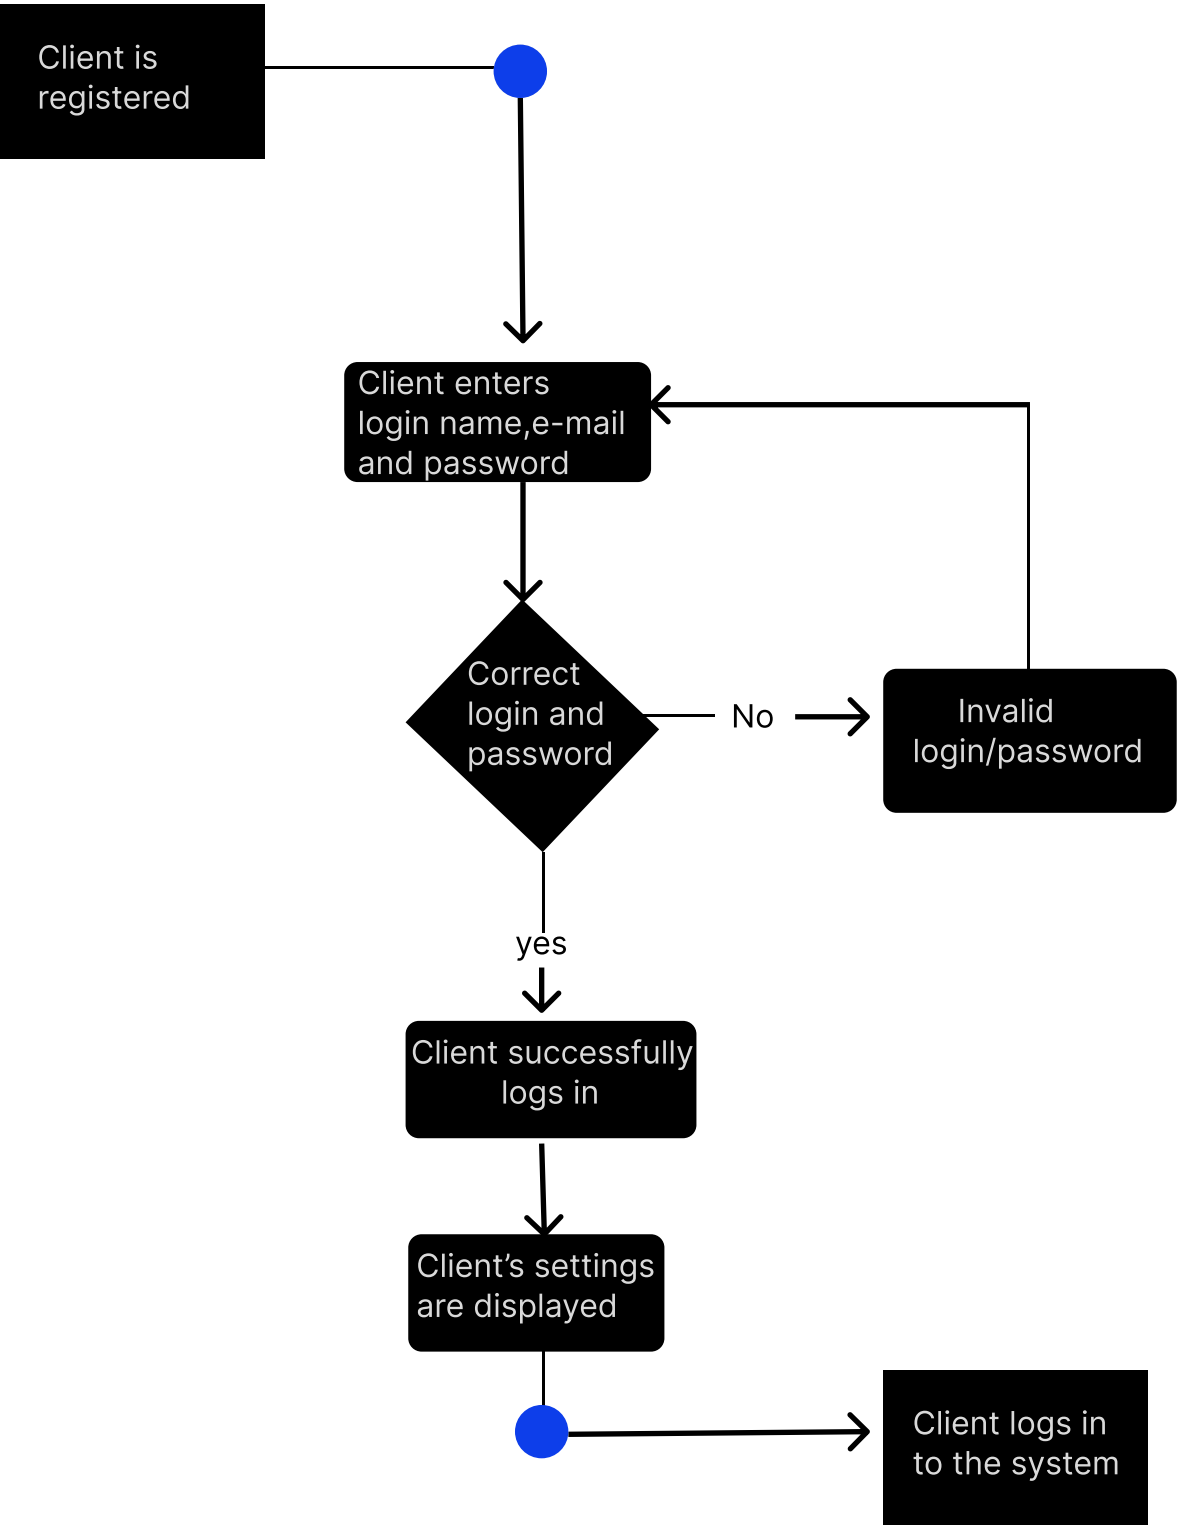 Client is
registered
Client enters
login name,e-mail
and password
Correct
login and
password
No
Invalid
login/password
yes
Client successfully
logs in
Client’s settings
are displayed
Client logs in
to the system